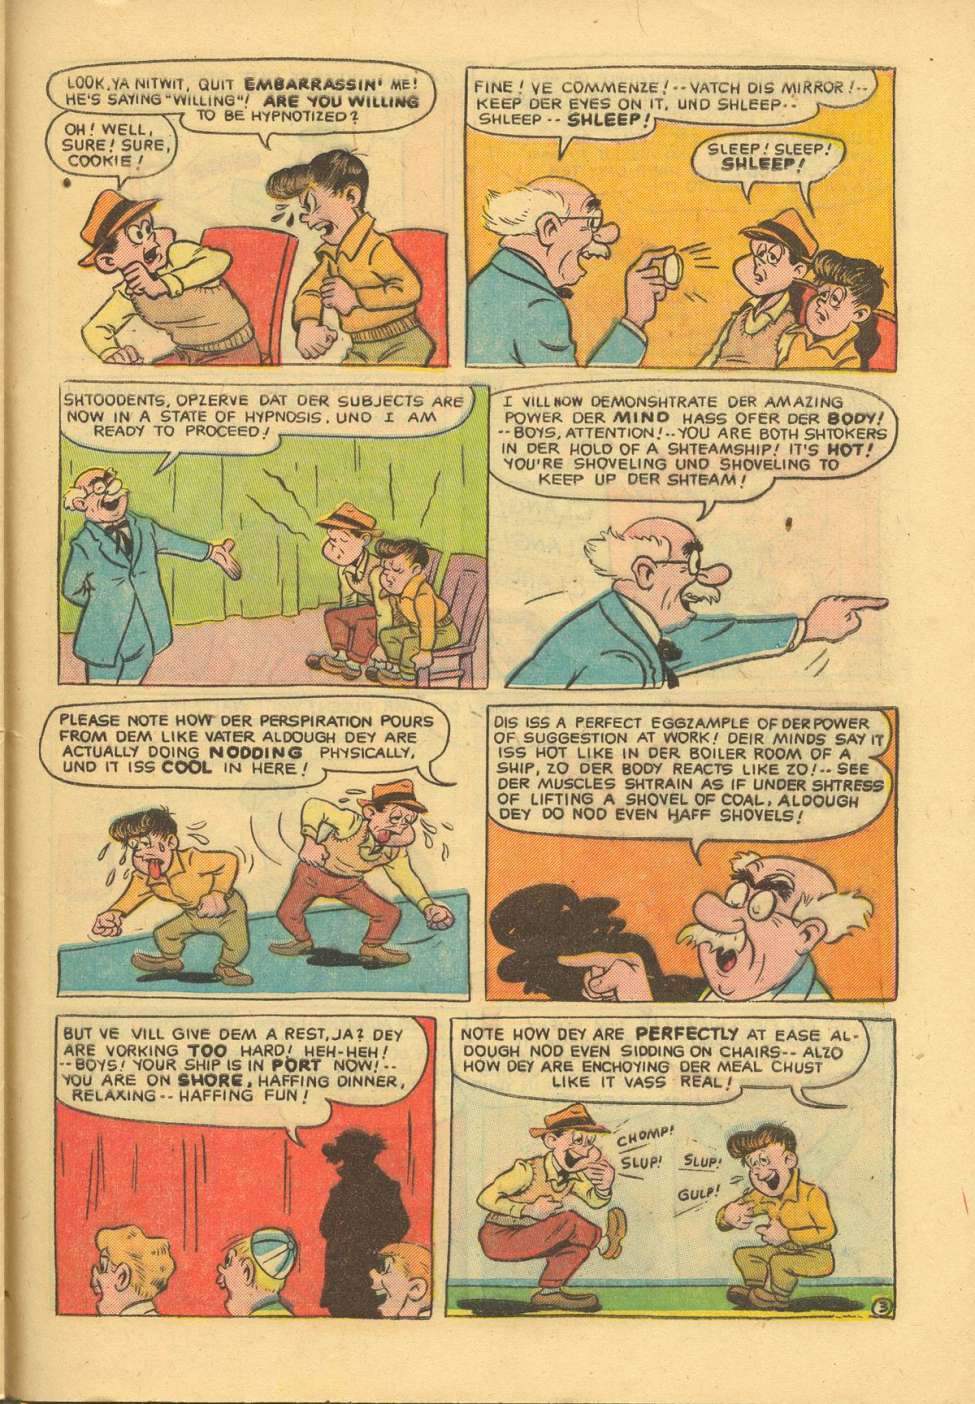 LOOK, YA NITWIT, QUIT EMBARRASSIN' ME!
HE'S SAYING "WILLING"! ARE YOU WILLING
TO BE HYPNOTIZED?
OH! WELL,
SURE! SURE,
COOKIE!
FINE! VE COMMENZE!--VATCH DIS MIRROR!--
KEEP DER EYES ON IT, UND SHLEEP--
SHLEEP -- SHLEEP!
SLEEP! SLEEP!
SHLEEP!
SHTOODENTS, OPZERVE DAT DER SUBJECTS ARE
NOW IN A STATE OF HYPNOSIS, UND I AM
READY TO PROCEED!
I VILL NOW DEMONSHTRATE DER AMAZING
POWER DER MIND HASS OFER DER BODY!
--BOYS, ATTENTION!--YOU ARE BOTH SHTOKERS
IN DER HOLD OF A SHTEAMSHIP! IT'S HOT!
YOU'RE SHOVELING UND SHOVELING TO
KEEP UP DER SHTEAM!
PLEASE NOTE HOW DER PERSPIRATION POURS
FROM DEM LIKE VATER ALDOUGH DEY ARE
ACTUALLY DOING NODDING PHYSICALLY,
UND IT ISS COOL IN HERE!
DIS ISS A PERFECT EGGZAMPLE OF DER POWER
OF SUGGESTION AT WORK! DEIR MINDS SAY IT
ISS HOT LIKE IN DER BOILER ROOM OF A
SHIP, ZO DER BODY REACTS LIKE ZO!-- SEE
DER MUSCLES SHTRAIN AS IF UNDER SHTRESS
OF LIFTING A SHOVEL OF COAL, ALDOUGH
DEY DO NOD EVEN HAFF SHOVELS!
BUT VE VILL GIVE DEM A REST, JA? DEY
ARE VORKING TOO HARD! HEH-HEH!
--BOYS! YOUR SHIP IS IN PORT NOW!--
YOU ARE ON SHORE, HAFFING DINNER,
RELAXING-- HAFFING FUN!
NOTE HOW DEY ARE PERFECTLY AT EASE AL-
DOUGH NOD EVEN SIDDING ON CHAIRS-- ALZO
HOW DEY ARE ENCHOYING DER MEAL CHUST
LIKE IT VASS REAL!
CHOMP!
SLUP!
SLUP!
GULP!
3